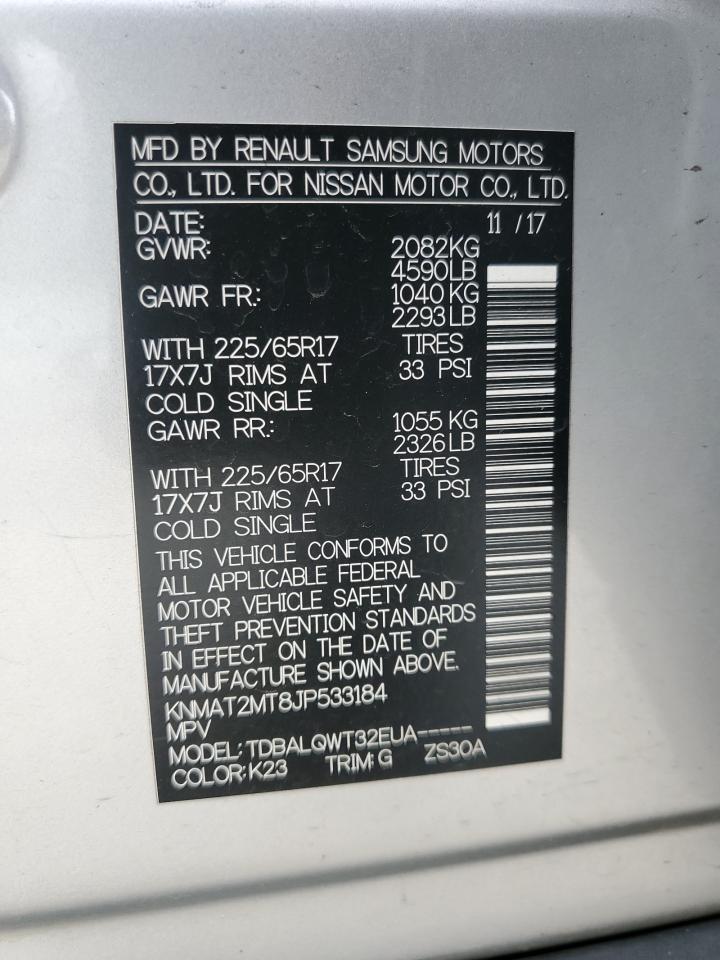 MFD BY RENAULT SAMSUNG MOTORS
CO., LTD. FOR NISSAN MOTOR CO., LTD.
DATE: 11 / 17
GVWR: 2082KG
4590LB
GAWR FR.: 1040 KG
2293 LB
WITH 225/65R17 TIRES
17X7J RIMS AT 33 PSI
COLD SINGLE
GAWR RR.: 1055 KG
2326 LB
WITH 225/65R17 TIRES
17X7J RIMS AT 33 PSI
COLD SINGLE
THIS VEHICLE CONFORMS TO
ALL APPLICABLE FEDERAL
MOTOR VEHICLE SAFETY AND
THEFT PREVENTION STANDARDS
IN EFFECT ON THE DATE OF
MANUFACTURE SHOWN ABOVE.
KNMAT2MT8JP533184
MPV
MODEL: TDBALQWT32EUA-----
COLOR: K23 TRIM: G ZS30A